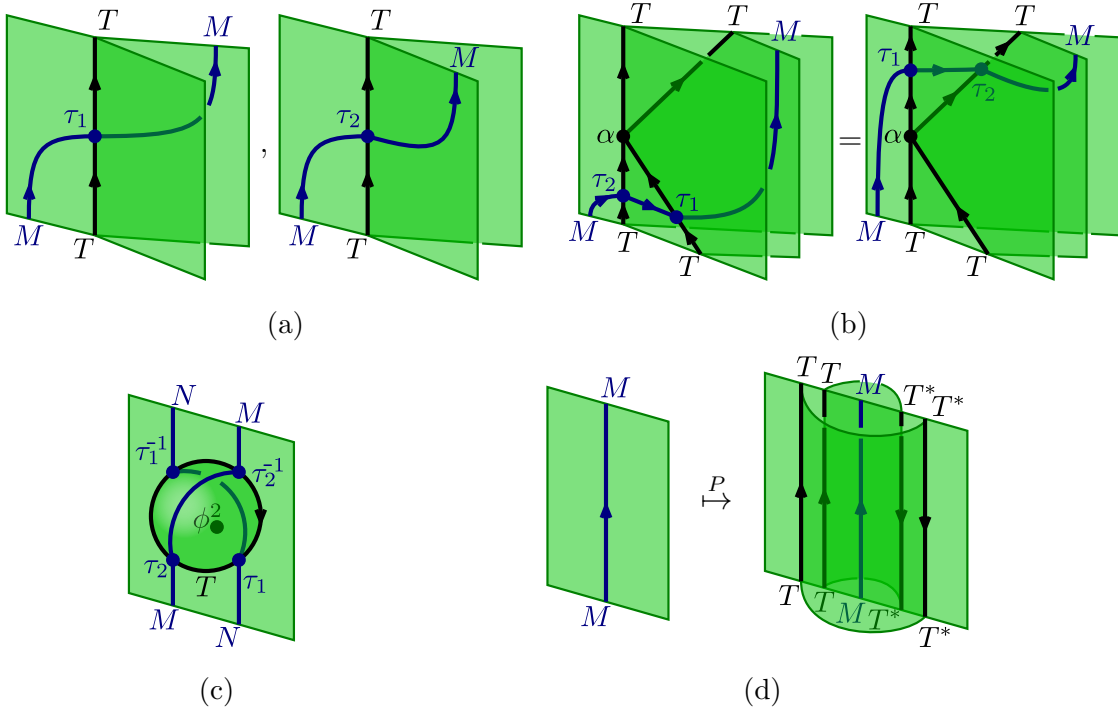 T M T M T T M T T M
τ₁ , τ₂ α τ₂ τ₁ = τ₁ τ₂ α
M T M T M T T M T T
(a) (b)
N M M T T M T* T*
τ₁⁻¹ τ₂⁻¹ φ² τ₂ T τ₁ P ↦
M N M T T M T* T*
(c) (d)